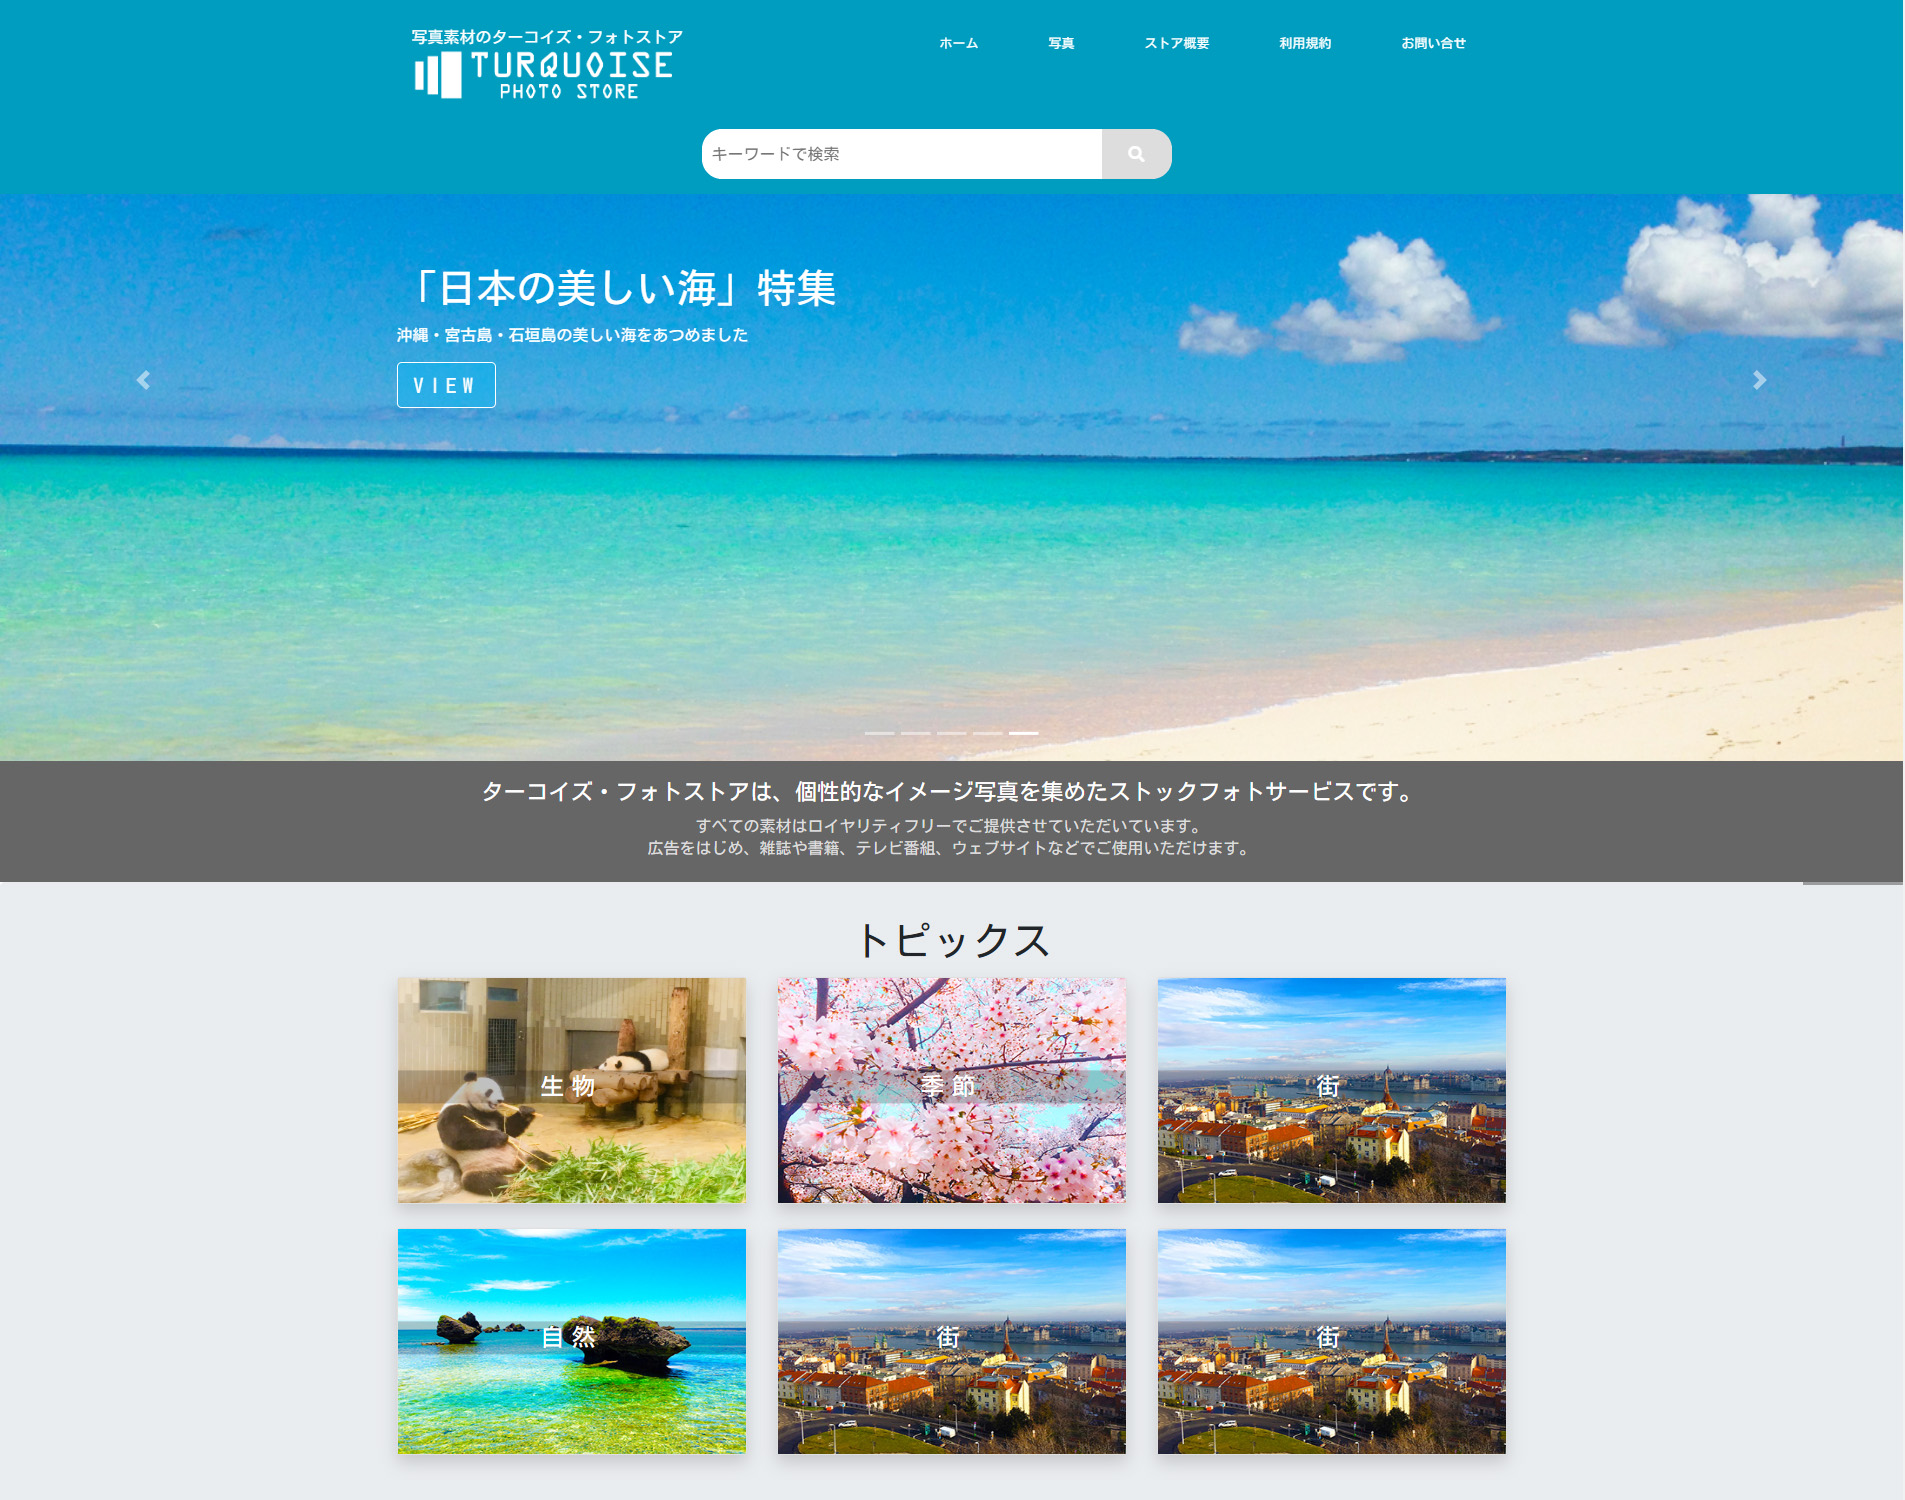 写真素材のターコイズ・フォトストア
TURQUOISE
PHOTO STORE
ホーム
写真
ストア概要
利用規約
お問い合せ
キーワードで検索
「日本の美しい海」特集
沖縄・宮古島・石垣島の美しい海をあつめました
VIEW
ターコイズ・フォトストアは、個性的なイメージ写真を集めたストックフォトサービスです。
すべての素材はロイヤリティフリーでご提供させていただいています。
広告をはじめ、雑誌や書籍、テレビ番組、ウェブサイトなどでご使用いただけます。
トピックス
生物
季節
街
自然
街
街